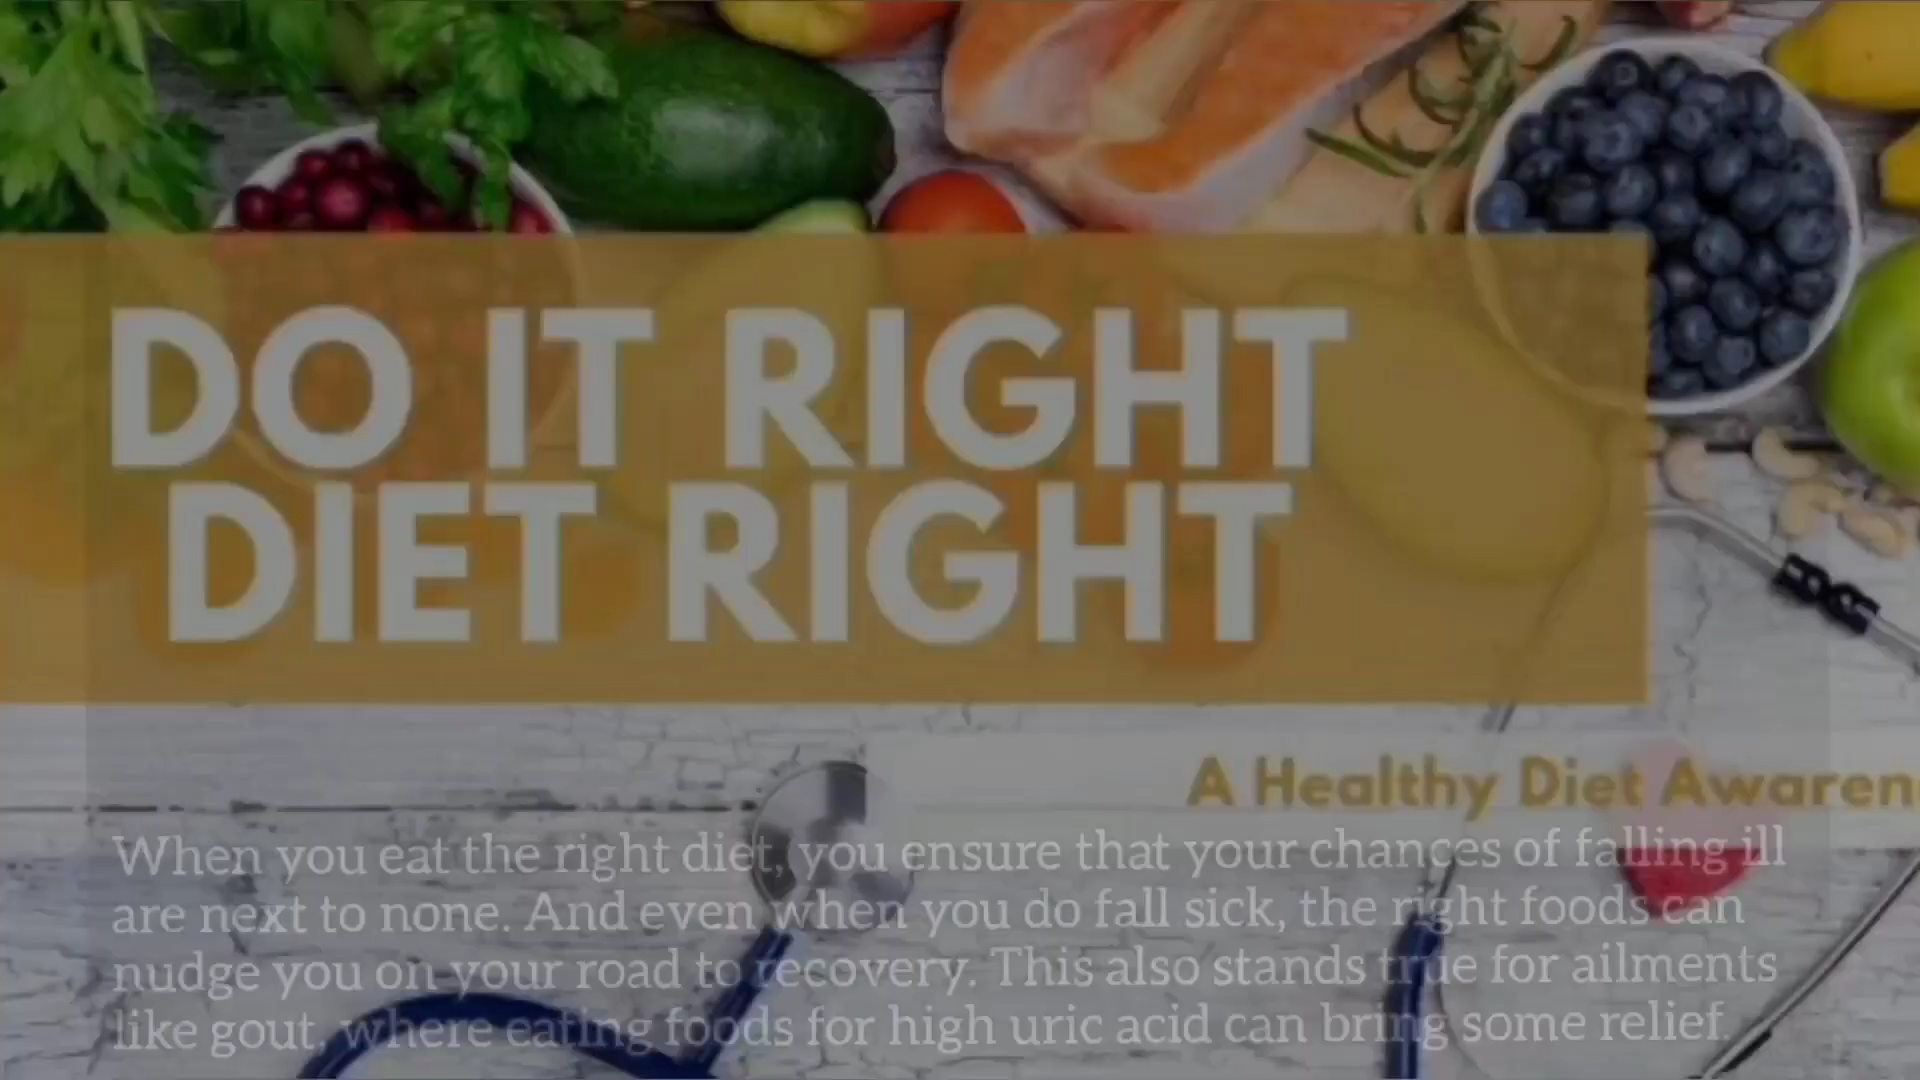 DO IT RIGHT
DIET RIGHT
A Healthy Diet
When you eat the right diet, you ensure that your chances of falling ill
are next to none. And even when you do fall sick, the right foods can
nudge you on your road to recovery. This also stands true for ailments
like gout, where eating foods for high uric acid can bring some relief.